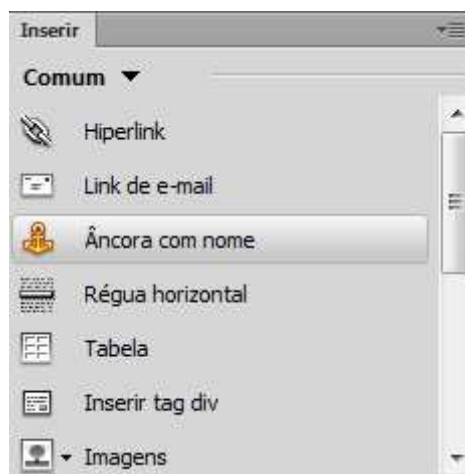 Inserir
Comum
Hiperlink
Link de e-mail
Âncora com nome
Régua horizontal
Tabela
Inserir tag div
Imagens